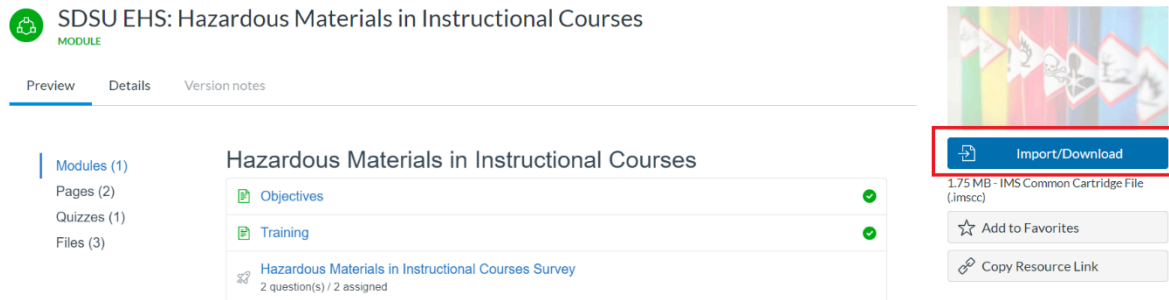 SDSU EHS: Hazardous Materials in Instructional Courses
MODULE
Preview Details Version notes
Modules (1)
Pages (2)
Quizzes (1)
Files (3)
Hazardous Materials in Instructional Courses
Objectives
Training
Hazardous Materials in Instructional Courses Survey
2 question(s) / 2 assigned
Import/Download
1.75 MB - IMS Common Cartridge File
(.imscc)
Add to Favorites
Copy Resource Link